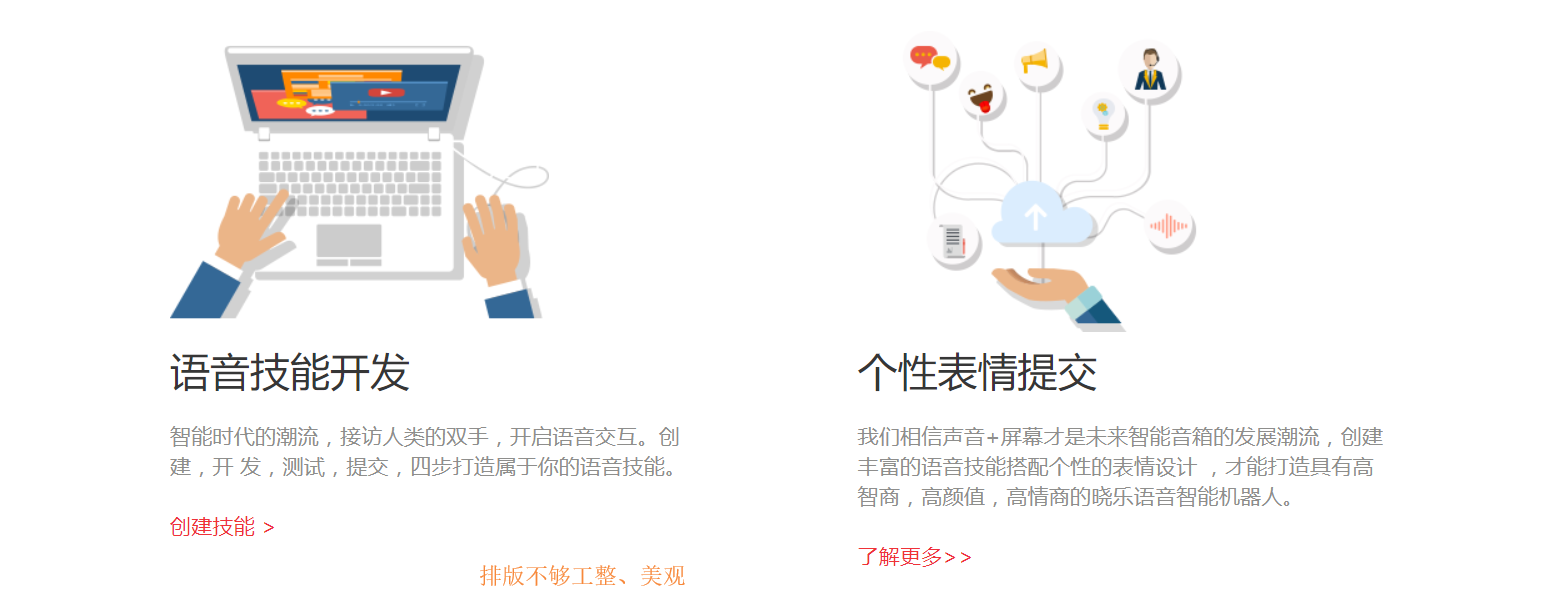 语音技能开发
智能时代的潮流，接访人类的双手，开启语音交互。创
建，开 发，测试，提交，四步打造属于你的语音技能。
创建技能 >
排版不够工整、美观
个性表情提交
我们相信声音+屏幕才是未来智能音箱的发展潮流，创建
丰富的语音技能搭配个性的表情设计 ，才能打造具有高
智商，高颜值，高情商的晓乐语音智能机器人。
了解更多>>